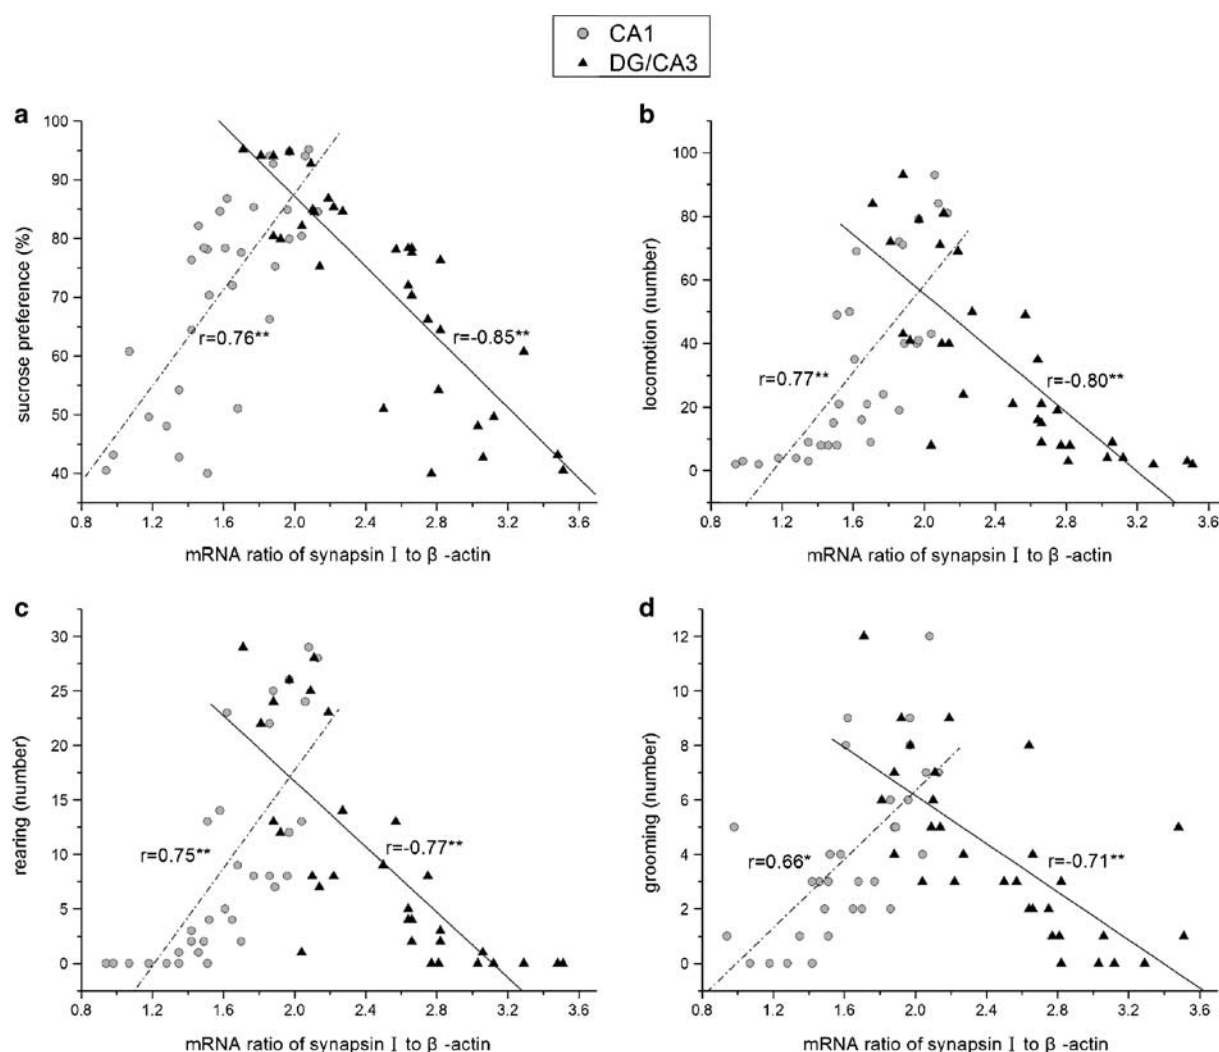 CA1
DG/CA3
a
100
90
80
70
60
50
40
sucrose preference (%)
r=0.76**
r=-0.85**
0.8 1.2 1.6 2.0 2.4 2.8 3.2 3.6
mRNA ratio of synapsin Ⅰ to β -actin
b
100
80
60
40
20
0
locomotion (number)
r=0.77**
r=-0.80**
0.8 1.2 1.6 2.0 2.4 2.8 3.2 3.6
mRNA ratio of synapsin Ⅰ to β -actin
c
30
25
20
15
10
5
0
rearing (number)
r=0.75**
r=-0.77**
0.8 1.2 1.6 2.0 2.4 2.8 3.2 3.6
mRNA ratio of synapsin Ⅰ to β -actin
d
12
10
8
6
4
2
0
grooming (number)
r=0.66*
r=-0.71**
0.8 1.2 1.6 2.0 2.4 2.8 3.2 3.6
mRNA ratio of synapsin Ⅰ to β -actin